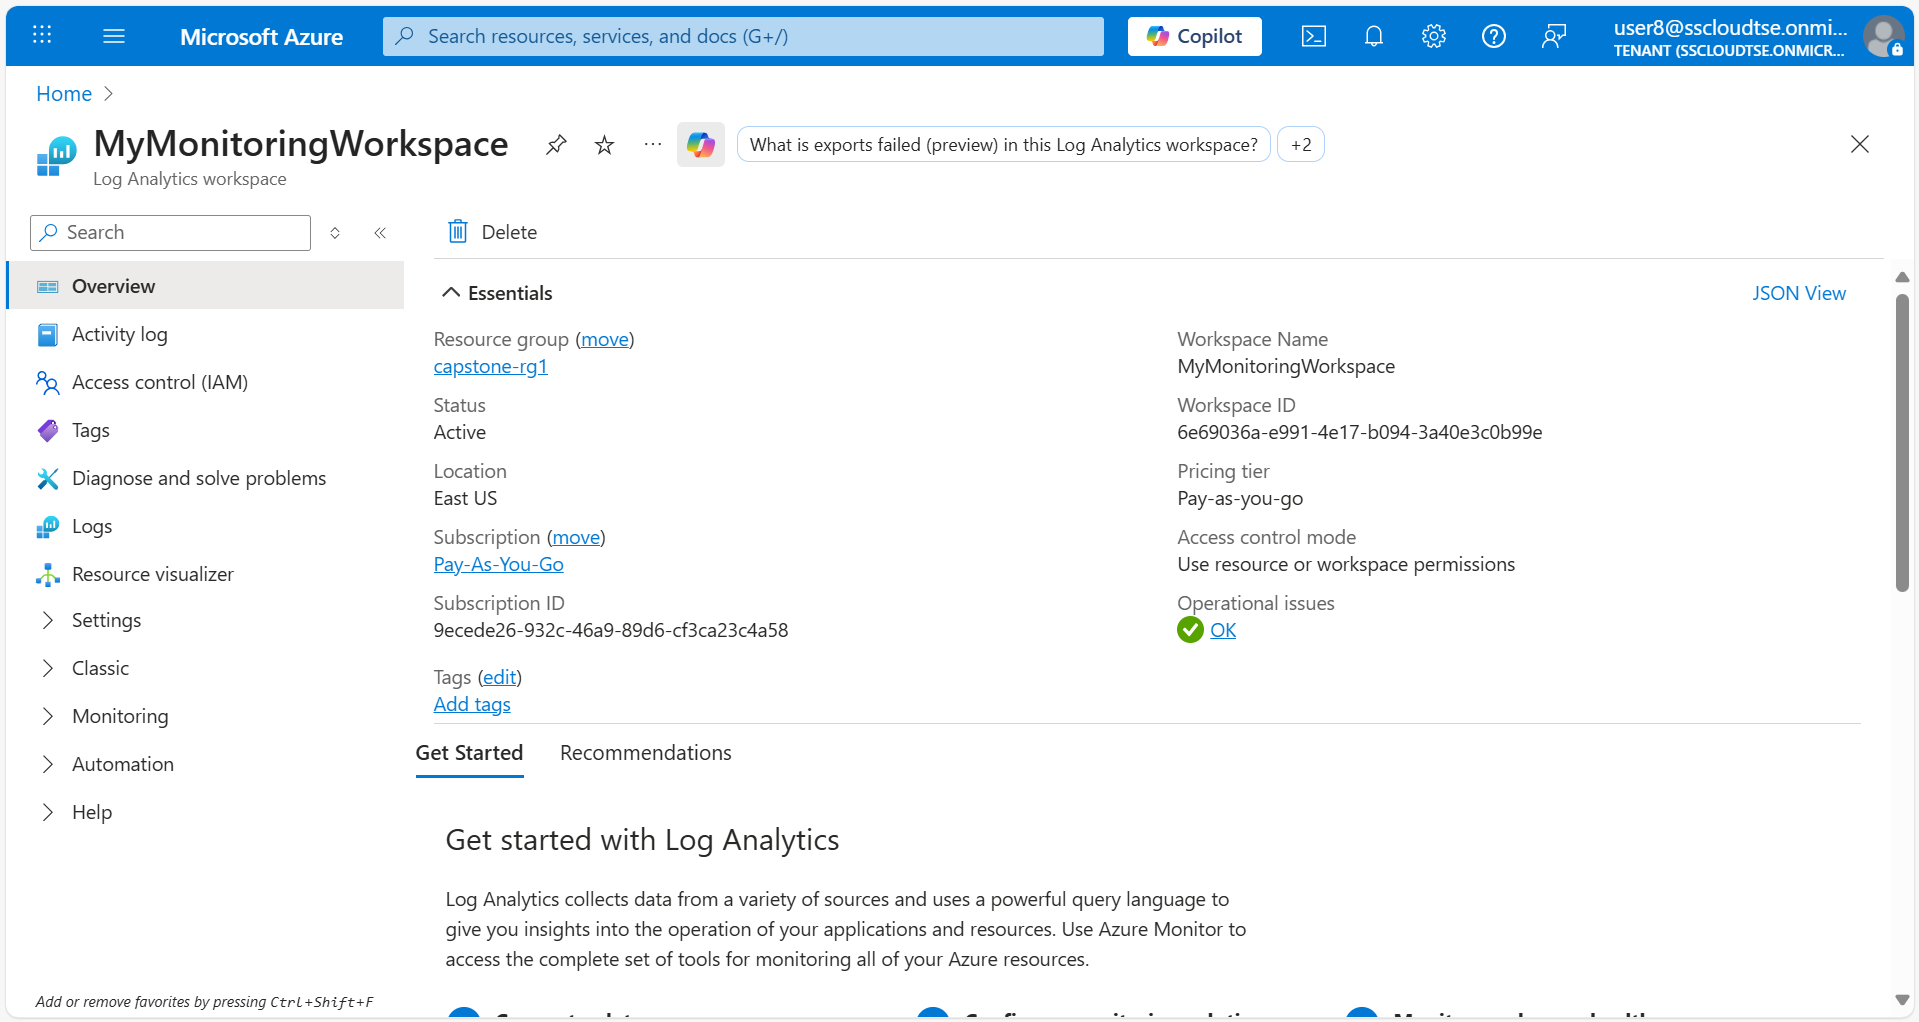 Microsoft Azure
Search resources, services, and docs (G+/)
Copilot
user8@sscloudtse.onmi...
TENANT (SSCLOUDTSE.ONMICR...
Home
MyMonitoringWorkspace
Log Analytics workspace
What is exports failed (preview) in this Log Analytics workspace?
+2
Search
Overview
Activity log
Access control (IAM)
Tags
Diagnose and solve problems
Logs
Resource visualizer
Settings
Classic
Monitoring
Automation
Help
Add or remove favorites by pressing Ctrl+Shift+F
Delete
Essentials
JSON View
Resource group (move)
capstone-rg1
Status
Active
Location
East US
Subscription (move)
Pay-As-You-Go
Subscription ID
9ecede26-932c-46a9-89d6-cf3ca23c4a58
Tags (edit)
Add tags
Workspace Name
MyMonitoringWorkspace
Workspace ID
6e69036a-e991-4e17-b094-3a40e3c0b99e
Pricing tier
Pay-as-you-go
Access control mode
Use resource or workspace permissions
Operational issues
OK
Get Started
Recommendations
Get started with Log Analytics
Log Analytics collects data from a variety of sources and uses a powerful query language to
give you insights into the operation of your applications and resources. Use Azure Monitor to
access the complete set of tools for monitoring all of your Azure resources.